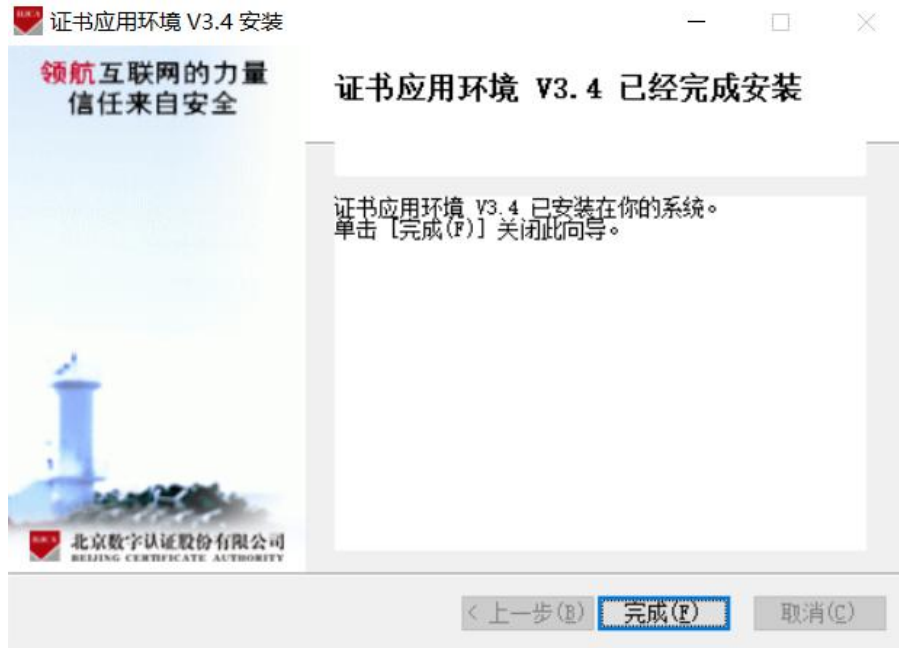 证书应用环境 V3.4 安装
领航互联网的力量
信任来自安全
证书应用环境 V3.4 已经完成安装
证书应用环境 V3.4 已安装在你的系统。
单击 [完成(F)] 关闭此向导。
BJCA 北京数字认证股份有限公司
BEIJING CERTIFICATE AUTHORITY
< 上一步(B) 完成(F) 取消(C)